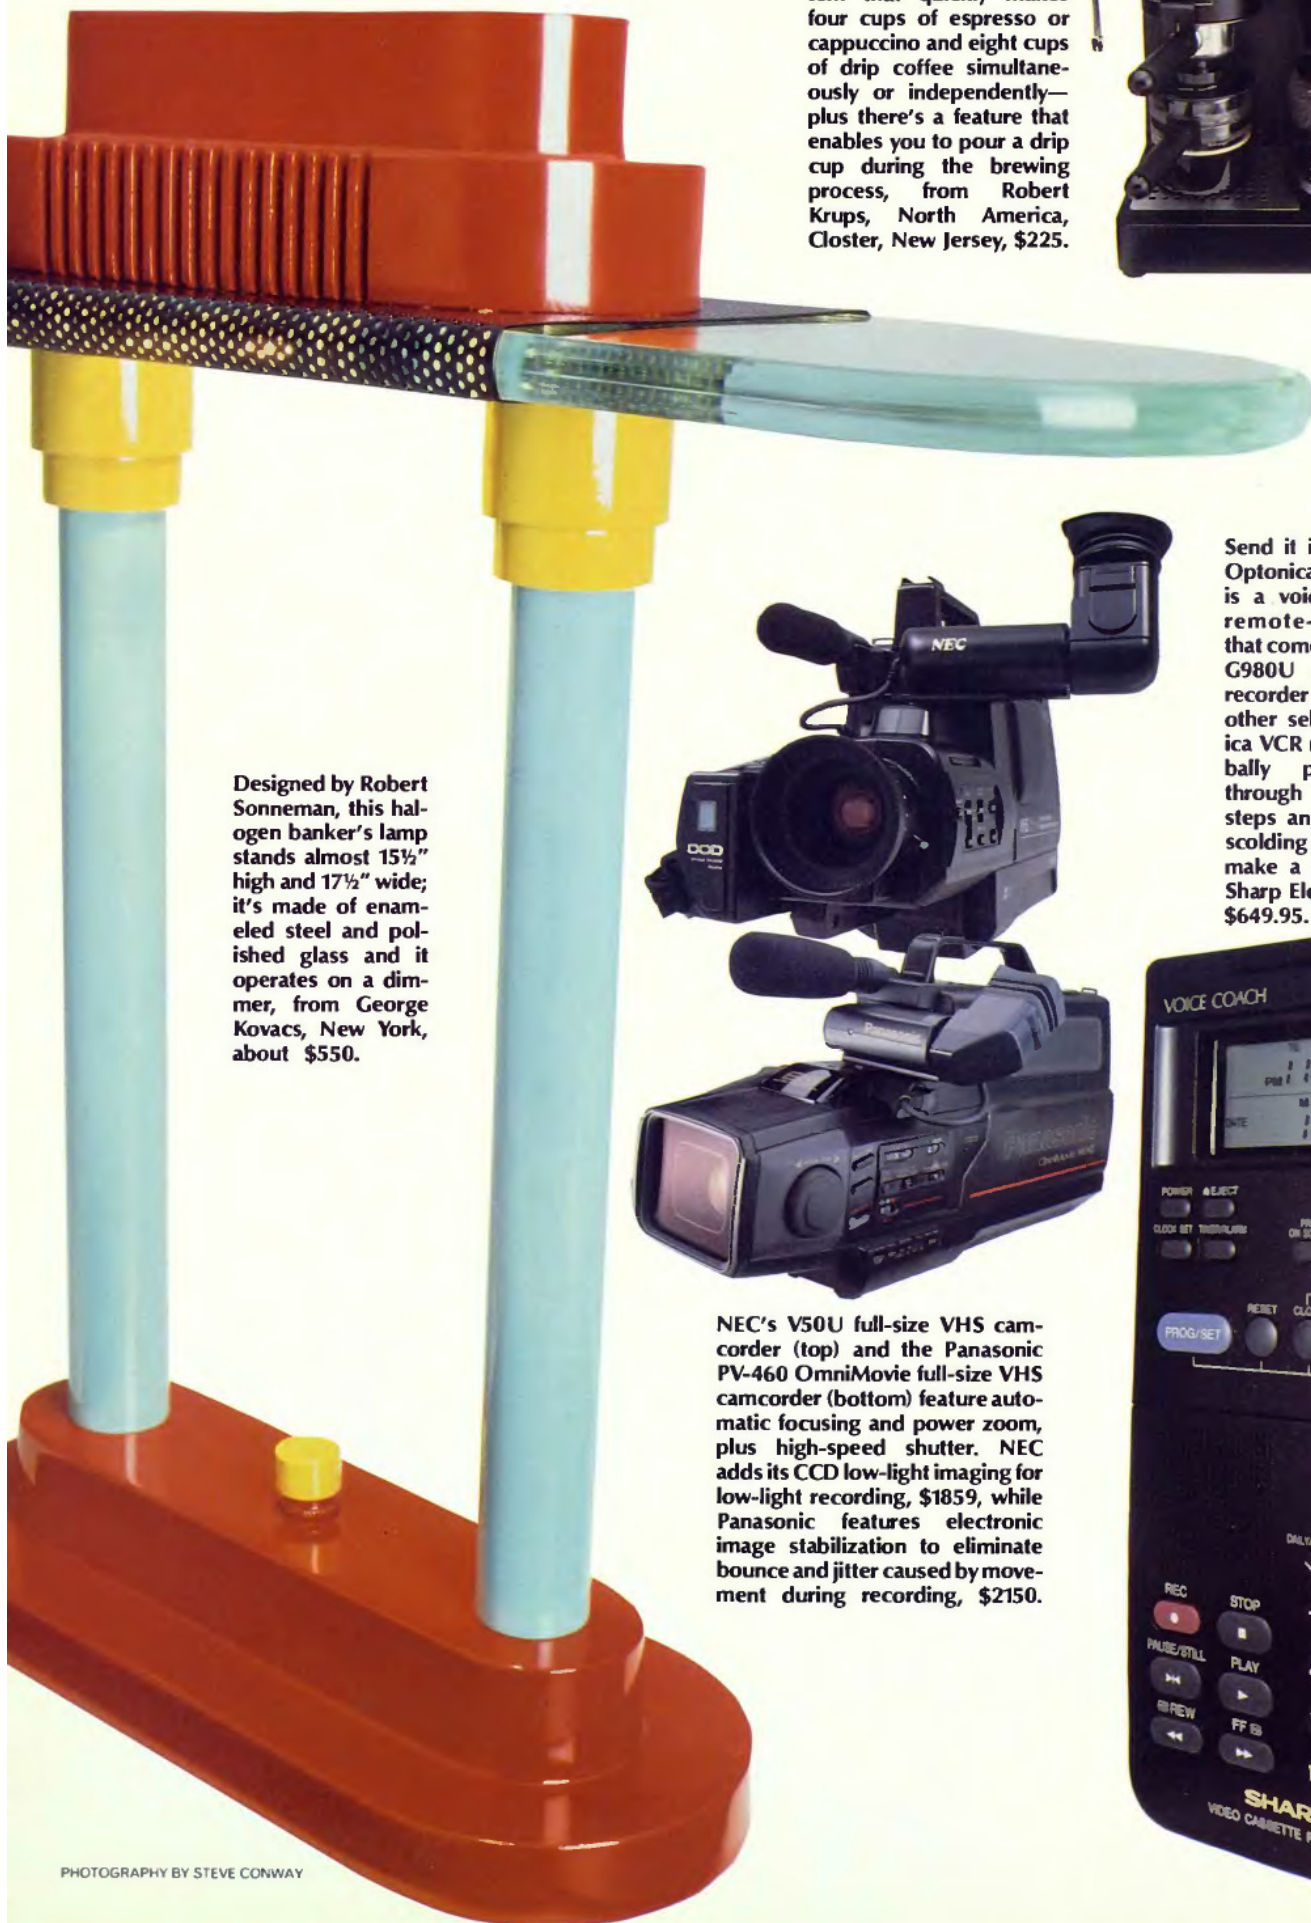 four cups of espresso or
cappuccino and eight cups
of drip coffee simultane-
ously or independently—
plus there's a feature that
enables you to pour a drip
cup during the brewing
process, from Robert
Krups, North America,
Closter, New Jersey, $225.
Designed by Robert
Sonneman, this hal-
ogen banker's lamp
stands almost 15½"
high and 17½" wide;
it's made of enam-
eled steel and pol-
ished glass and it
operates on a dim-
mer, from George
Kovacs, New York,
about $550.
NEC
Panasonic
Panasonic
NEC's V50U full-size VHS cam-
corder (top) and the Panasonic
PV-460 OmniMovie full-size VHS
camcorder (bottom) feature auto-
matic focusing and power zoom,
plus high-speed shutter. NEC
adds its CCD low-light imaging for
low-light recording, $1859, while
Panasonic features electronic
image stabilization to eliminate
bounce and jitter caused by move-
ment during recording, $2150.
Send it
Optonica
is a
remote-
that
G980U
recorder
other
ica VCR
bally
through
steps
scolding
make a
Sharp
$649.95.
VOICE COACH
PM
DATE
POWER EJECT
CLOCK SET
RESET
PROG/SET
REC STOP
PAUSE/STILL PLAY
REW FF
SHAR
VIDEO CASSETTE
PHOTOGRAPHY BY STEVE CONWAY